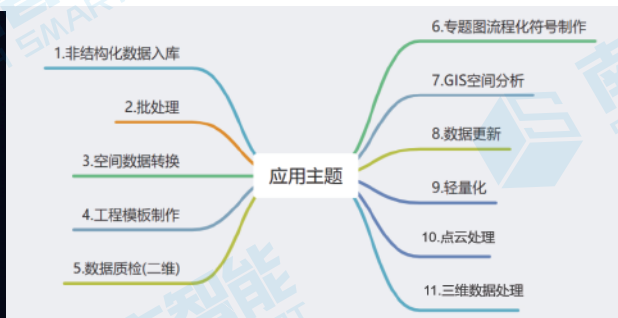 1.非结构化数据入库
2.批处理
3.空间数据转换
4.工程模板制作
5.数据质检(二维)
应用主题
6.专题图流程化符号制作
7.GIS空间分析
8.数据更新
9.轻量化
10.点云处理
11.三维数据处理